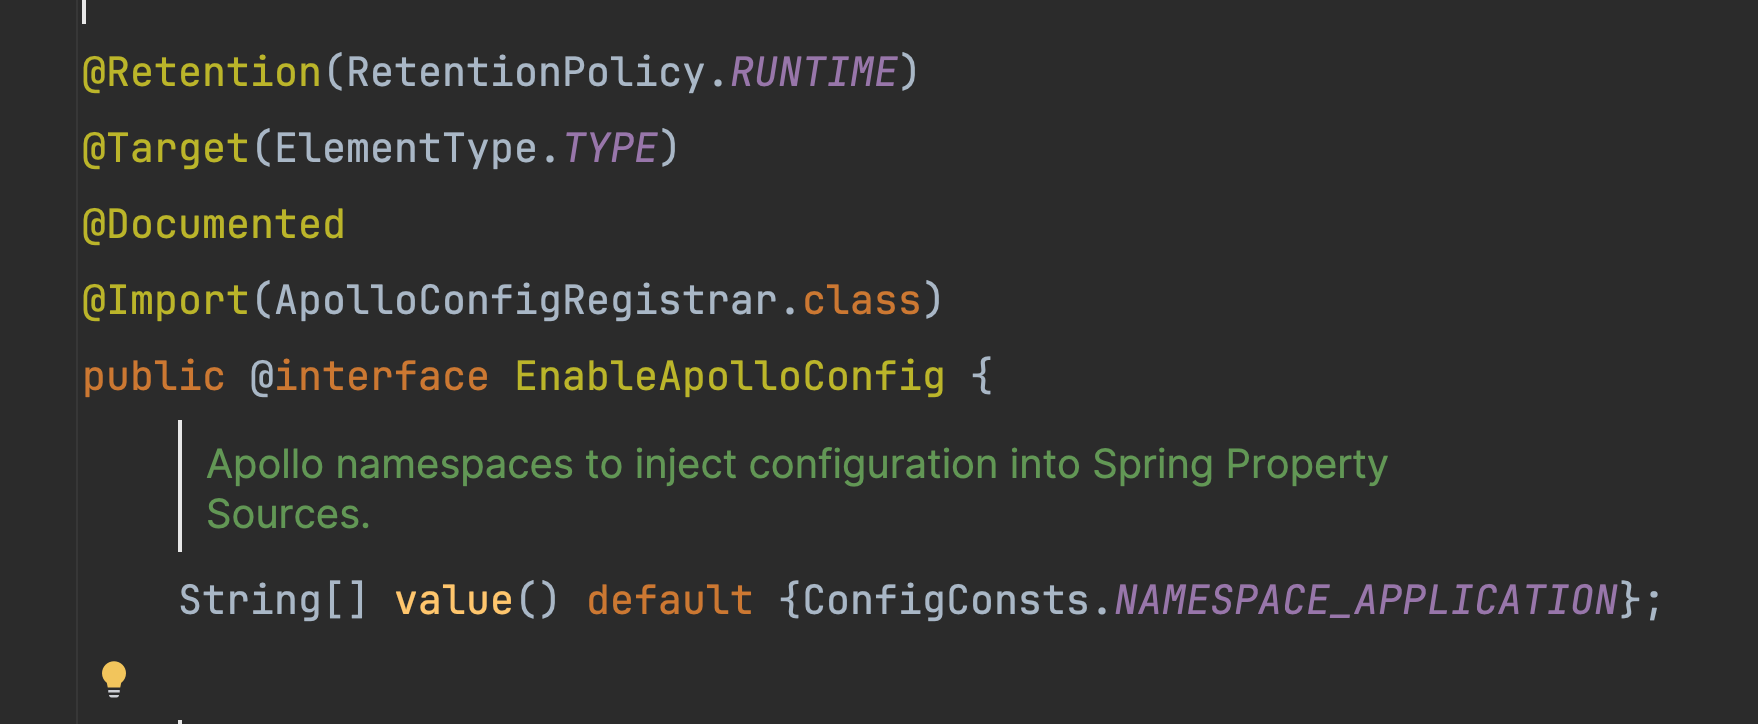 @Retention(RetentionPolicy.RUNTIME)
@Target(ElementType.TYPE)
@Documented
@Import(ApolloConfigRegistrar.class)
public @interface EnableApolloConfig {
Apollo namespaces to inject configuration into Spring Property
Sources.
String[] value() default {ConfigConsts.NAMESPACE_APPLICATION};